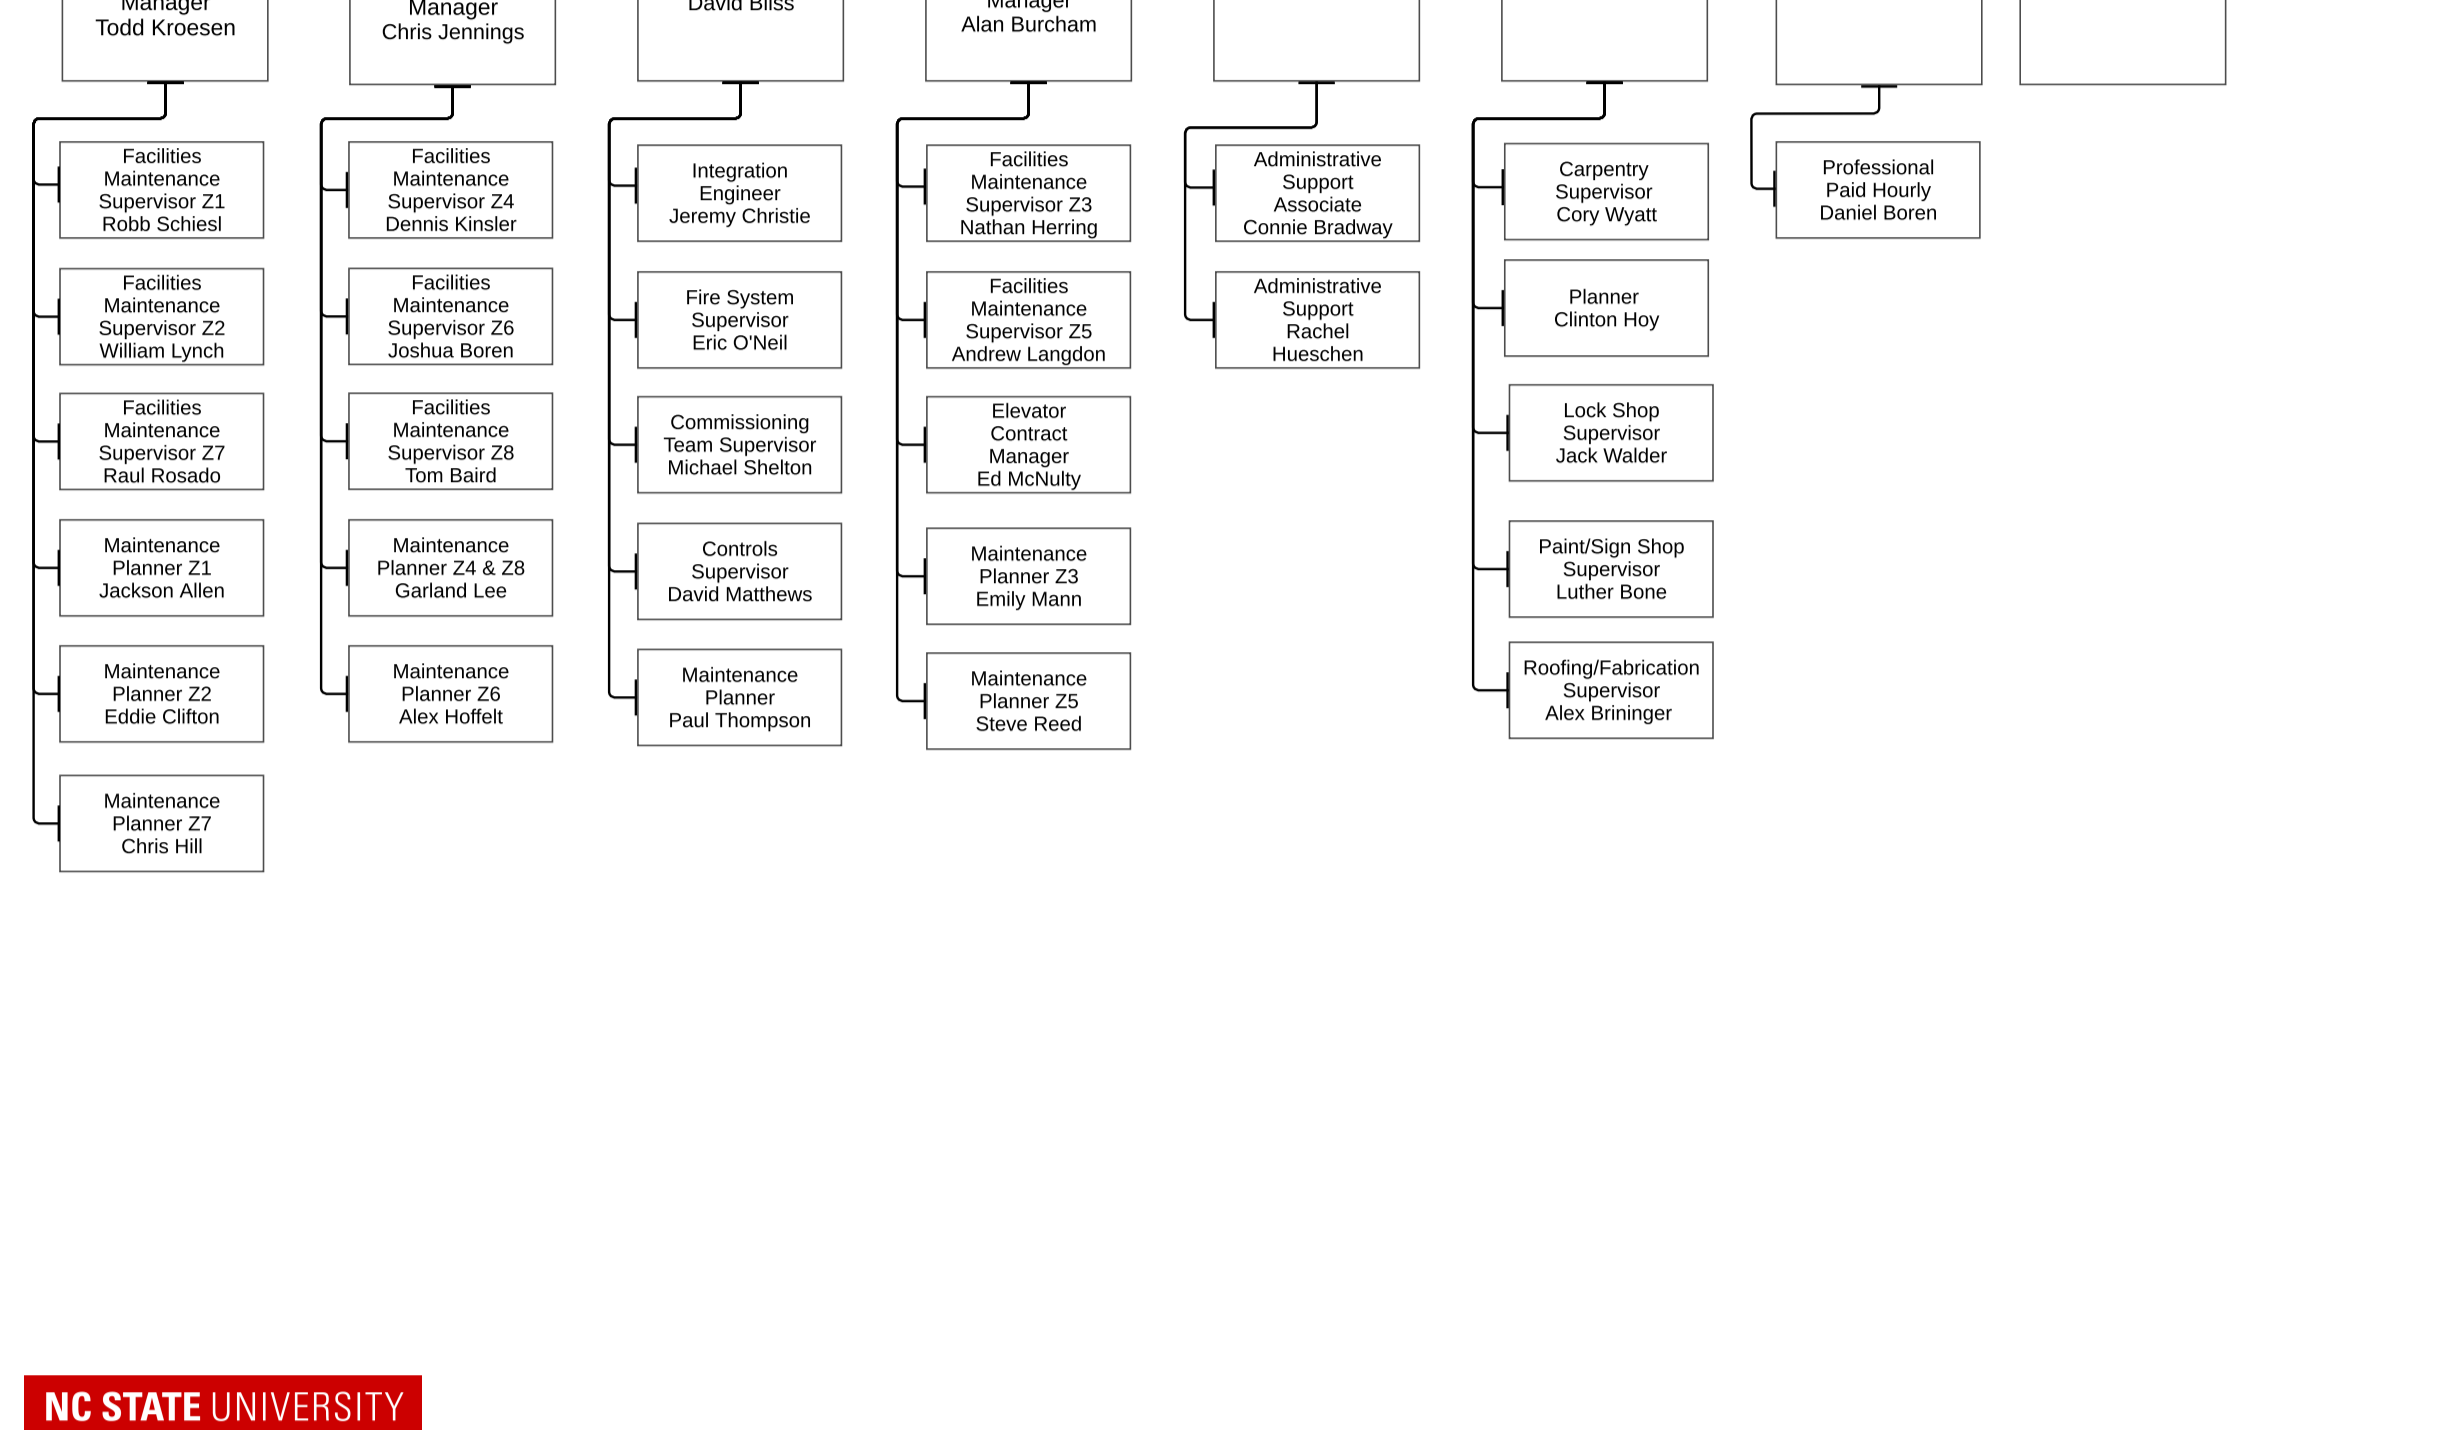 Manager
Todd Kroesen
Manager
Chris Jennings
David Bliss
Manager
Alan Burcham
Facilities
Maintenance
Supervisor Z1
Robb Schiesl
Facilities
Maintenance
Supervisor Z2
William Lynch
Facilities
Maintenance
Supervisor Z7
Raul Rosado
Maintenance
Planner Z1
Jackson Allen
Maintenance
Planner Z2
Eddie Clifton
Maintenance
Planner Z7
Chris Hill
Facilities
Maintenance
Supervisor Z4
Dennis Kinsler
Facilities
Maintenance
Supervisor Z6
Joshua Boren
Facilities
Maintenance
Supervisor Z8
Tom Baird
Maintenance
Planner Z4 & Z8
Garland Lee
Maintenance
Planner Z6
Alex Hoffelt
Integration
Engineer
Jeremy Christie
Fire System
Supervisor
Eric O'Neil
Commissioning
Team Supervisor
Michael Shelton
Controls
Supervisor
David Matthews
Maintenance
Planner
Paul Thompson
Facilities
Maintenance
Supervisor Z3
Nathan Herring
Facilities
Maintenance
Supervisor Z5
Andrew Langdon
Elevator
Contract
Manager
Ed McNulty
Maintenance
Planner Z3
Emily Mann
Maintenance
Planner Z5
Steve Reed
Administrative
Support
Associate
Connie Bradway
Administrative
Support
Rachel
Hueschen
Carpentry
Supervisor
Cory Wyatt
Planner
Clinton Hoy
Lock Shop
Supervisor
Jack Walder
Paint/Sign Shop
Supervisor
Luther Bone
Roofing/Fabrication
Supervisor
Alex Brininger
Professional
Paid Hourly
Daniel Boren
NC STATE UNIVERSITY